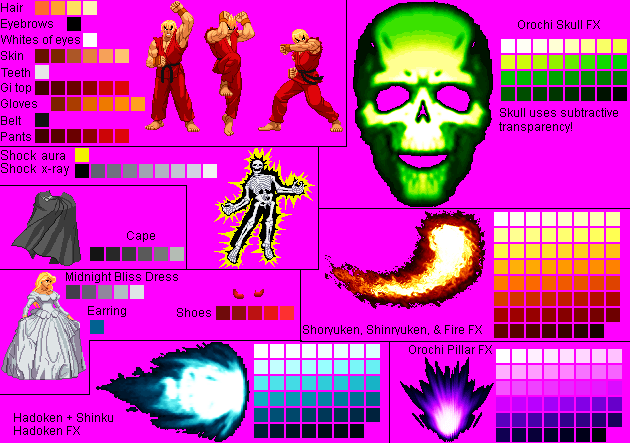 Hair
Eyebrows
Whites of eyes
Skin
Teeth
Gi top
Gloves
Belt
Pants
Orochi Skull FX
Skull uses subtractive
transparency!
Shock aura
Shock x-ray
Cape
Midnight Bliss Dress
Earring
Shoes
Shoryuken, Shinryuken, & Fire FX
Hadoken + Shinku
Hadoken FX
Orochi Pillar FX